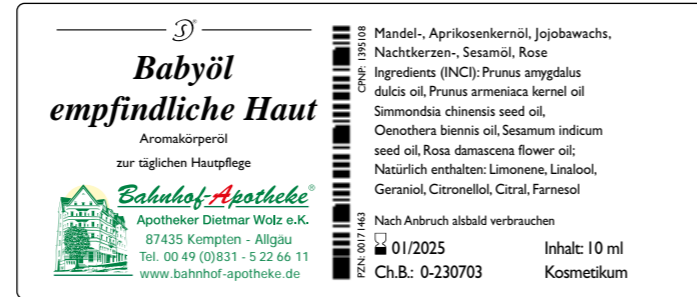 S
Babyöl
empfindliche Haut
Aromakörperöl
zur täglichen Hautpflege
Bahnhof-Apotheke®
Apotheker Dietmar Wolz e.K.
87435 Kempten - Allgäu
Tel. 00 49 (0)831 - 5 22 66 11
www.bahnhof-apotheke.de
CPNP: 1395108
PZN: 00171463
Mandel-, Aprikosenkernöl, Jojobawachs,
Nachtkerzen-, Sesamöl, Rose
Ingredients (INCI): Prunus amygdalus
dulcis oil, Prunus armeniaca kernel oil
Simmondsia chinensis seed oil,
Oenothera biennis oil, Sesamum indicum
seed oil, Rosa damascena flower oil;
Natürlich enthalten: Limonene, Linalool,
Geraniol, Citronellol, Citral, Farnesol
Nach Anbruch alsbald verbrauchen
01/2025 Inhalt: 10 ml
Ch.B.: 0-230703 Kosmetikum